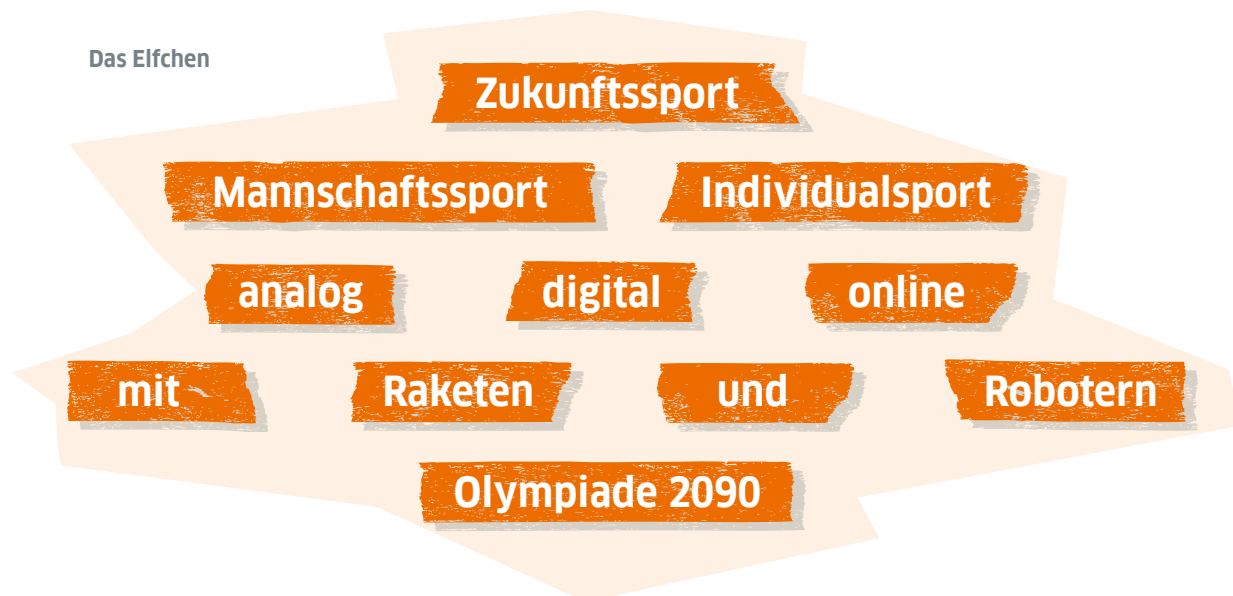 Das Elfchen
Zukunftssport
Mannschaftssport Individualsport
analog digital online
mit Raketen und Robotern
Olympiade 2090